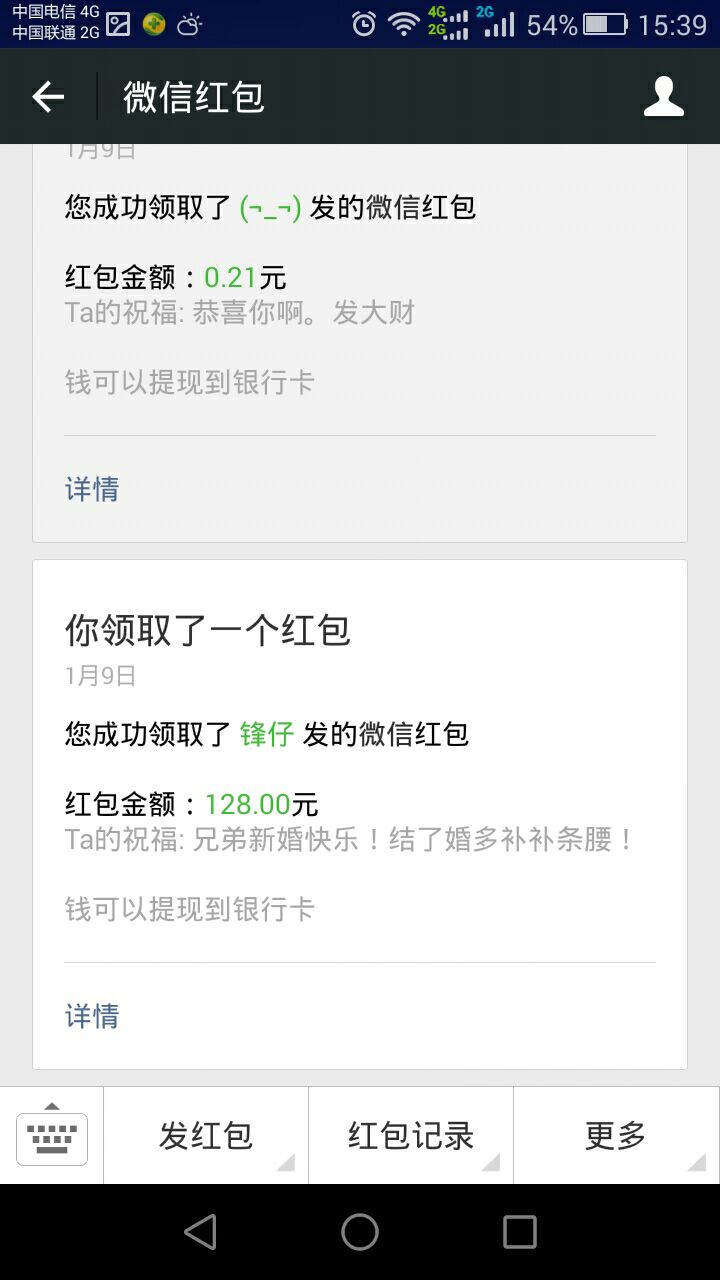 中国电信 4G
中国联通 2G
4G
2G
2G
54%
15:39
微信红包
1月9日
您成功领取了 (¬_¬) 发的微信红包
红包金额：0.21元
Ta的祝福: 恭喜你啊。发大财
钱可以提现到银行卡
详情
你领取了一个红包
1月9日
您成功领取了 锋仔 发的微信红包
红包金额：128.00元
Ta的祝福: 兄弟新婚快乐！结了婚多补补条腰！
钱可以提现到银行卡
详情
发红包
红包记录
更多